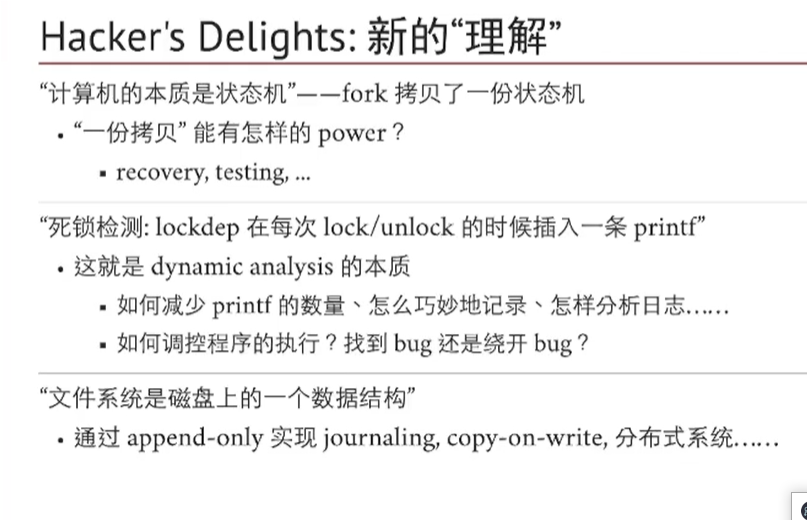 Hacker's Delights: 新的“理解”
“计算机的本质是状态机”——fork 拷贝了一份状态机
• “一份拷贝” 能有怎样的 power？
▪ recovery, testing, ...
“死锁检测: lockdep 在每次 lock/unlock 的时候插入一条 printf”
• 这就是 dynamic analysis 的本质
▪ 如何减少 printf 的数量、怎么巧妙地记录、怎样分析日志……
▪ 如何调控程序的执行？找到 bug 还是绕开 bug？
“文件系统是磁盘上的一个数据结构”
• 通过 append-only 实现 journaling, copy-on-write, 分布式系统……